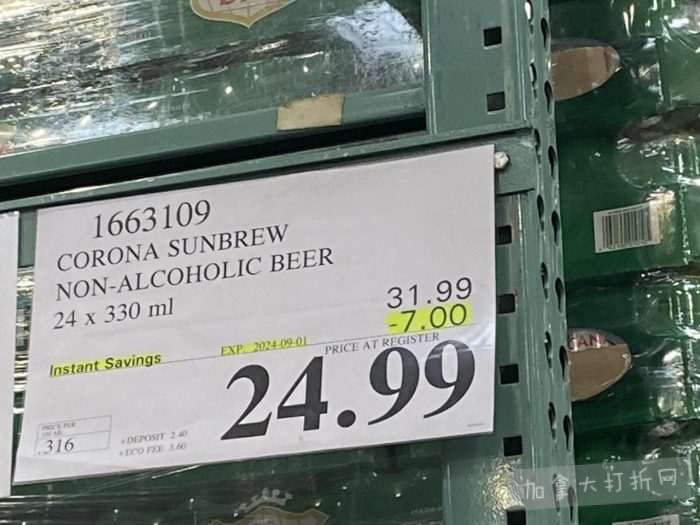 1663109
CORONA SUNBREW
NON-ALCOHOLIC BEER
24 x 330 ml
31.99
-7.00
Instant Savings
EXP. 2024-09-01
PRICE AT REGISTER
24.99
PRICE PER
.316
+DEPOSIT 2.40
+ECO FEE 3.60
加拿大打折网